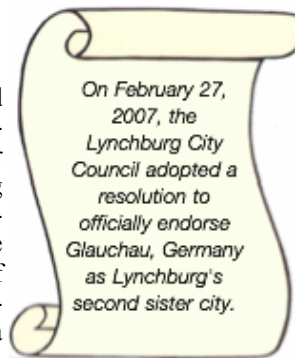 On February 27,
2007, the
Lynchburg City
Council adopted a
resolution to
officially endorse
Glauchau, Germany
as Lynchburg's
second sister city.